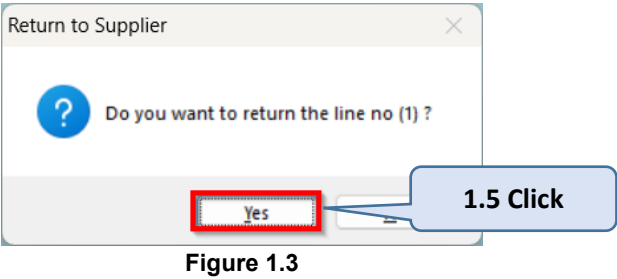 Return to Supplier
Do you want to return the line no (1) ?
Yes
1.5 Click
Figure 1.3